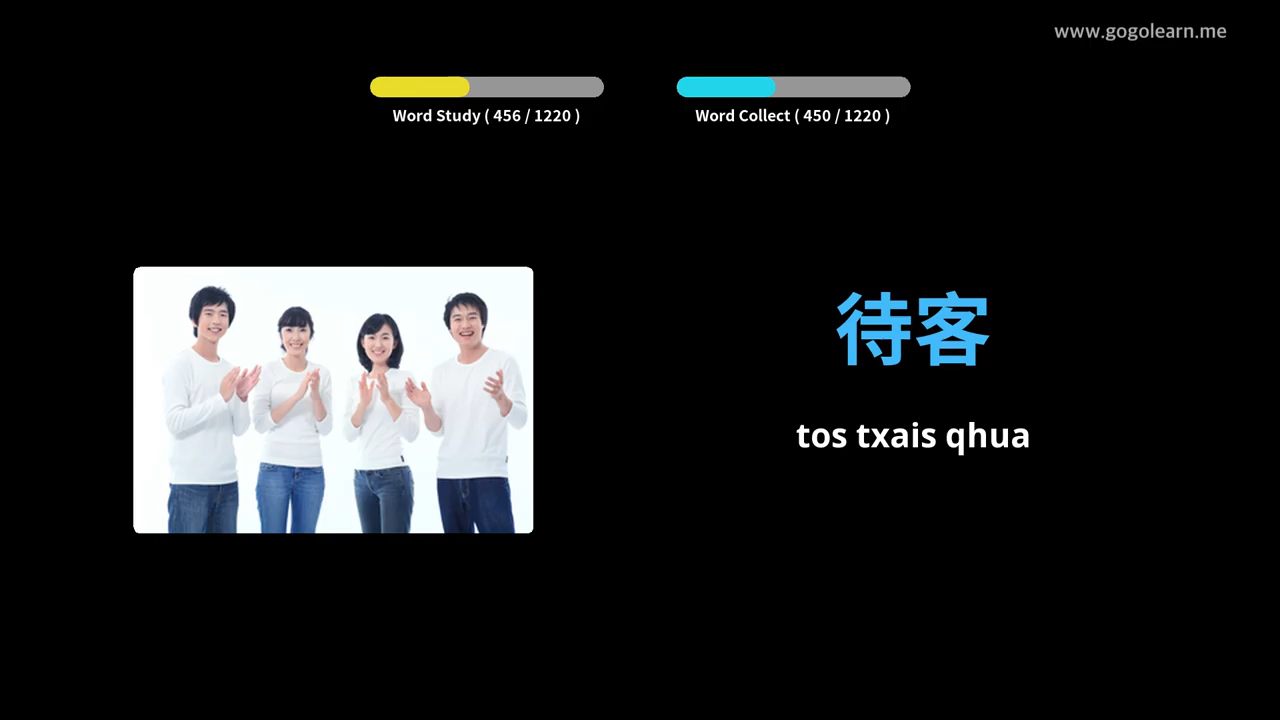 www.gogolearn.me
Word Study ( 456 / 1220 )
Word Collect ( 450 / 1220 )
待客
tos txais qhua